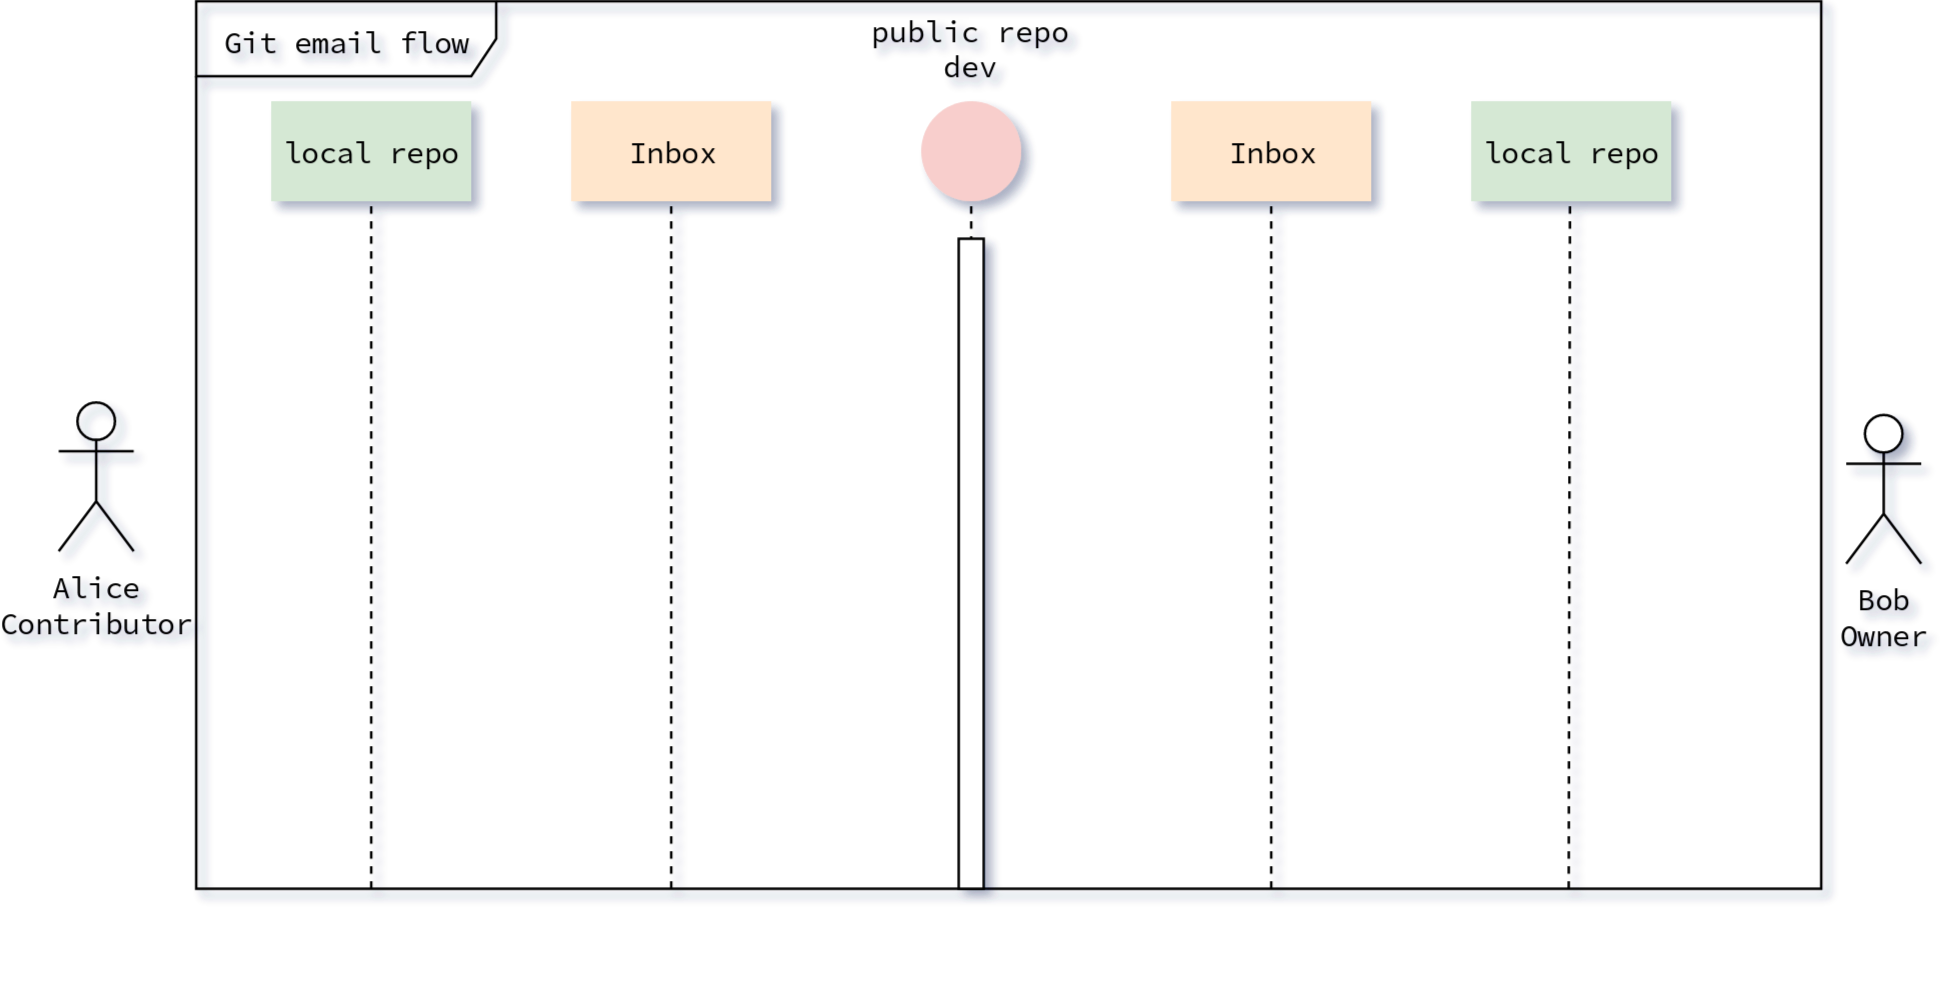 Git email flow
public repo
dev
local repo
Inbox
Inbox
local repo
Alice
Contributor
Bob
Owner